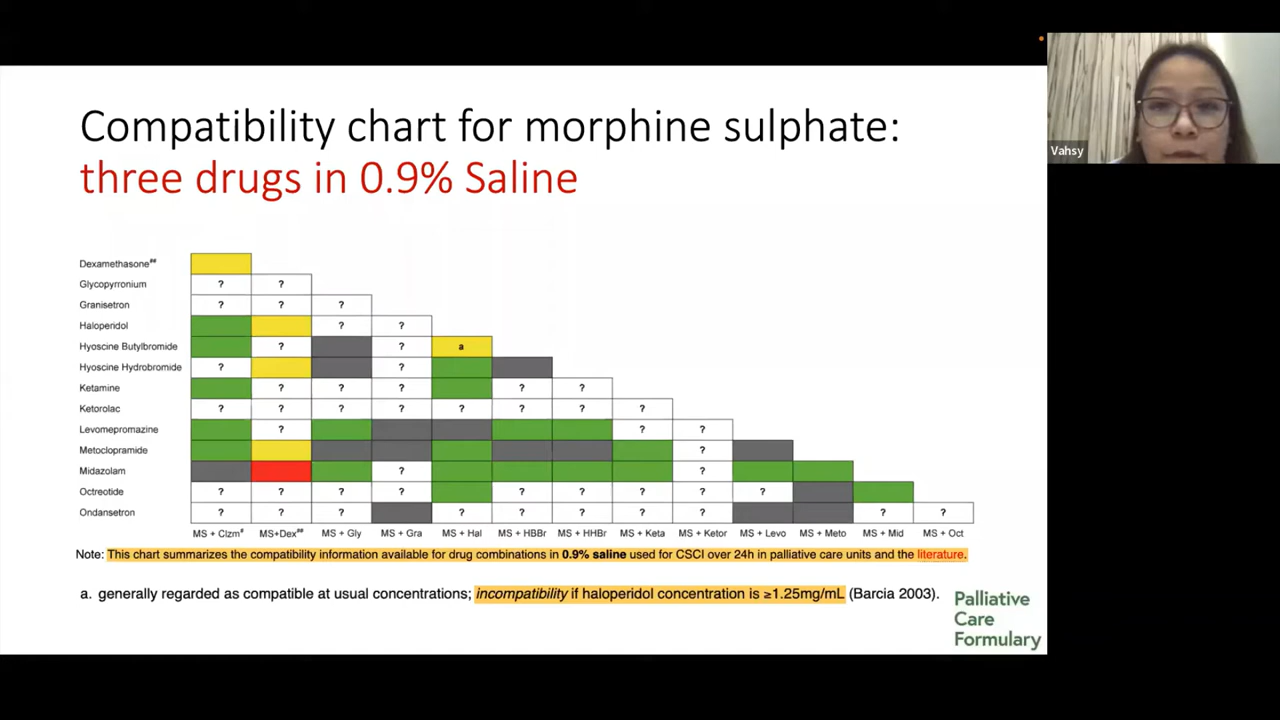 Compatibility chart for morphine sulphate:
three drugs in 0.9% Saline
Vahsy
Dexamethasone##
Glycopyrronium ? ?
Granisetron ? ? ?
Haloperidol ? ?
Hyoscine Butylbromide ? ? a
Hyoscine Hydrobromide ? ?
Ketamine ? ? ? ? ?
Ketorolac ? ? ? ? ? ? ? ?
Levomepromazine ? ? ?
Metoclopramide ?
Midazolam ? ?
Octreotide ? ? ? ? ? ? ? ? ?
Ondansetron ? ? ? ? ? ? ? ? ? ?
MS + Clzm# MS+Dex## MS + Gly MS + Gra MS + Hal MS + HBBr MS + HHBr MS + Keta MS + Ketor MS + Levo MS + Meto MS + Mid MS + Oct
Note: This chart summarizes the compatibility information available for drug combinations in 0.9% saline used for CSCI over 24h in palliative care units and the literature.
a. generally regarded as compatible at usual concentrations; incompatibility if haloperidol concentration is ≥1.25mg/mL (Barcia 2003).
Palliative
Care
Formulary